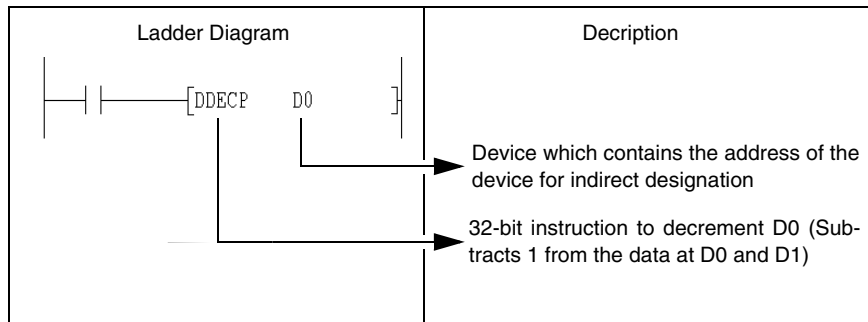 Ladder Diagram
Decription
DDECP D0
Device which contains the address of the
device for indirect designation
32-bit instruction to decrement D0 (Sub-
tracts 1 from the data at D0 and D1)